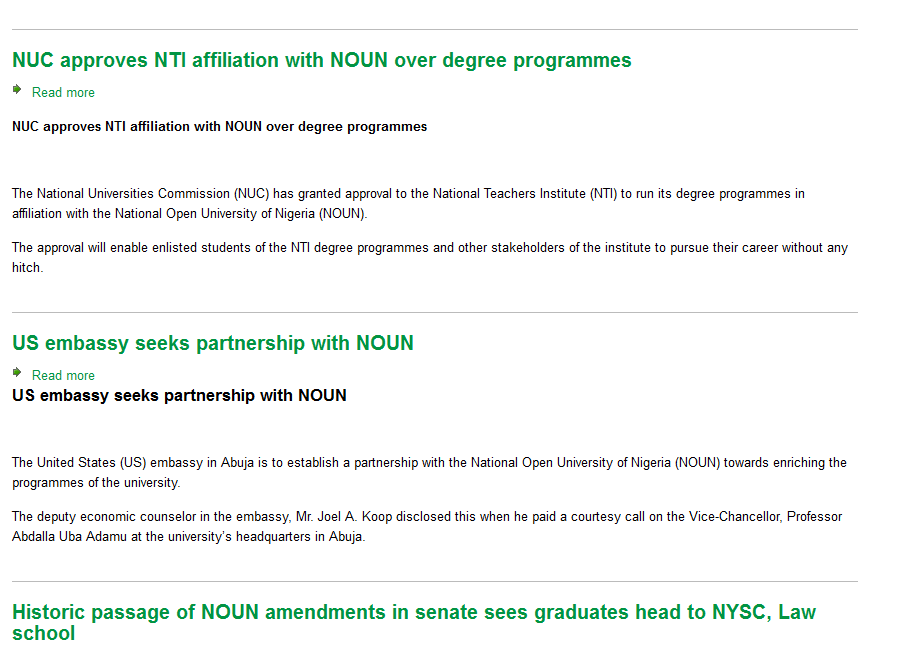 NUC approves NTI affiliation with NOUN over degree programmes
Read more
NUC approves NTI affiliation with NOUN over degree programmes
The National Universities Commission (NUC) has granted approval to the National Teachers Institute (NTI) to run its degree programmes in
affiliation with the National Open University of Nigeria (NOUN).
The approval will enable enlisted students of the NTI degree programmes and other stakeholders of the institute to pursue their career without any
hitch.
US embassy seeks partnership with NOUN
Read more
US embassy seeks partnership with NOUN
The United States (US) embassy in Abuja is to establish a partnership with the National Open University of Nigeria (NOUN) towards enriching the
programmes of the university.
The deputy economic counselor in the embassy, Mr. Joel A. Koop disclosed this when he paid a courtesy call on the Vice-Chancellor, Professor
Abdalla Uba Adamu at the university's headquarters in Abuja.
Historic passage of NOUN amendments in senate sees graduates head to NYSC, Law
school